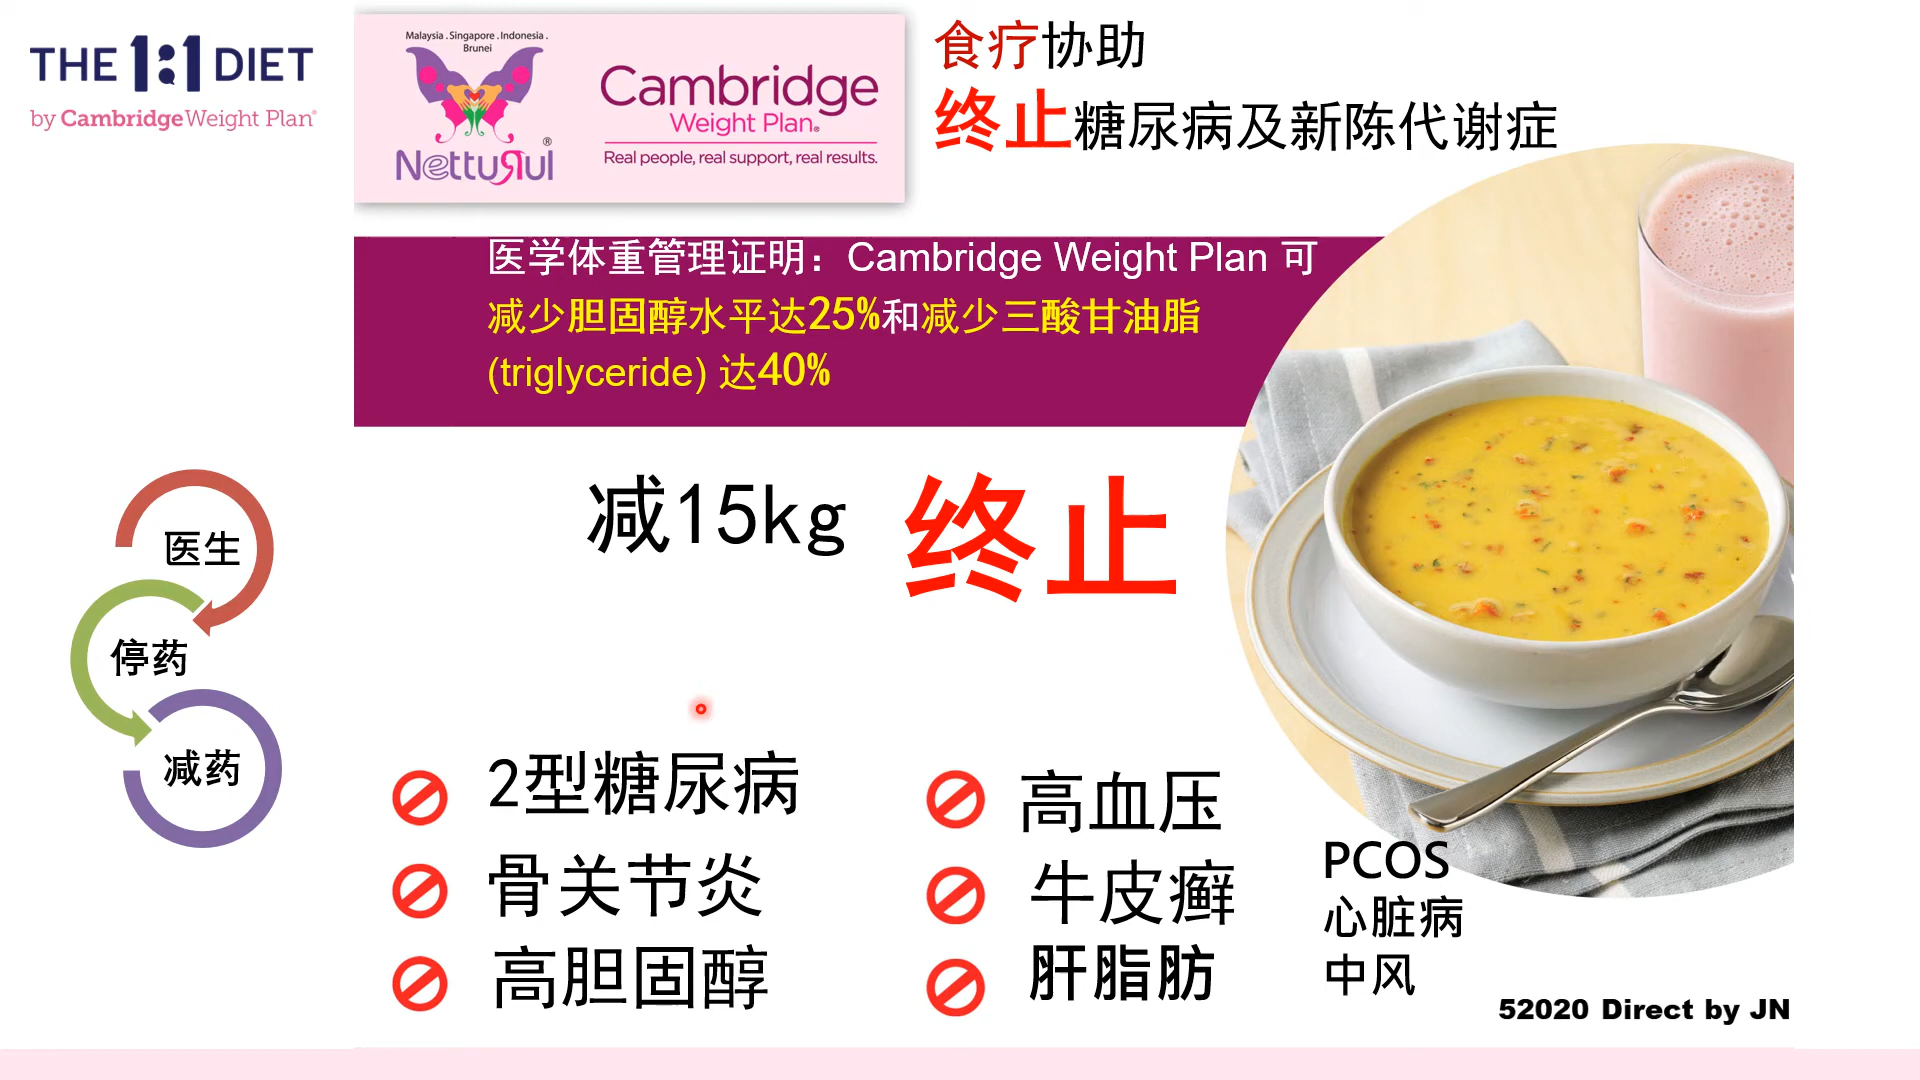 THE 1:1 DIET
by Cambridge Weight Plan®
Malaysia . Singapore . Indonesia .
Brunei
NettuRul®
Cambridge
Weight Plan®
Real people, real support, real results.
食疗协助
终止糖尿病及新陈代谢症
医学体重管理证明：Cambridge Weight Plan 可
减少胆固醇水平达25%和减少三酸甘油脂
(triglyceride) 达40%
减15kg 终止
医生
停药
减药
2型糖尿病
骨关节炎
高胆固醇
高血压
牛皮癣
肝脂肪
PCOS
心脏病
中风
52020 Direct by JN